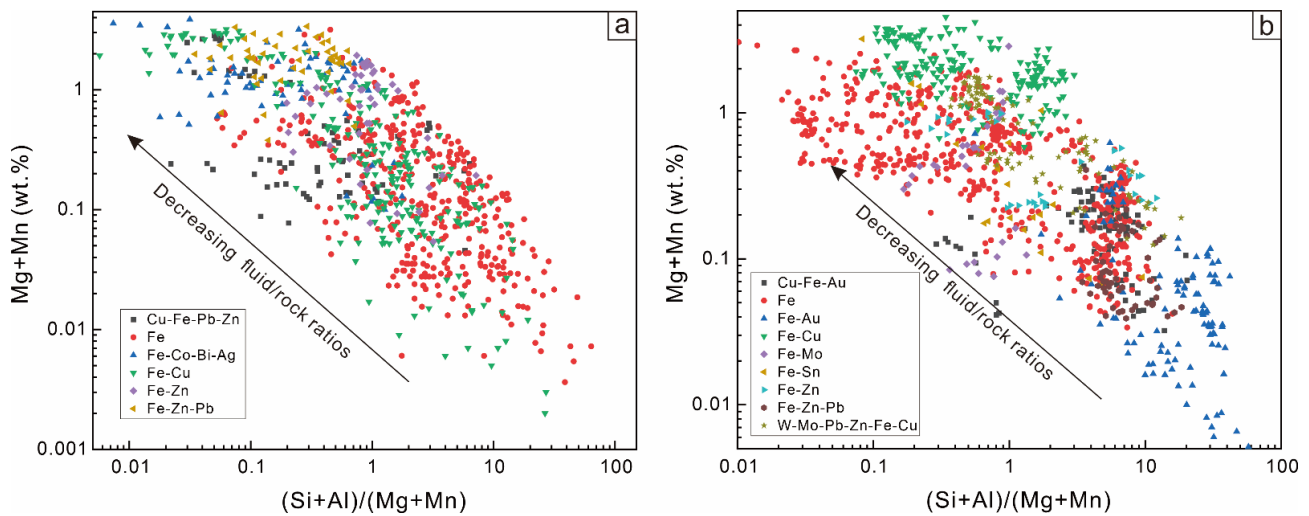 a
Mg+Mn (wt.%)
1
0.1
0.01
0.001
Decreasing fluid/rock ratios
Cu-Fe-Pb-Zn
Fe
Fe-Co-Bi-Ag
Fe-Cu
Fe-Zn
Fe-Zn-Pb
0.01
0.1
1
10
100
(Si+Al)/(Mg+Mn)
b
Mg+Mn (wt.%)
1
0.1
0.01
Decreasing fluid/rock ratios
Cu-Fe-Au
Fe
Fe-Au
Fe-Cu
Fe-Mo
Fe-Sn
Fe-Zn
Fe-Zn-Pb
W-Mo-Pb-Zn-Fe-Cu
0.01
0.1
1
10
100
(Si+Al)/(Mg+Mn)